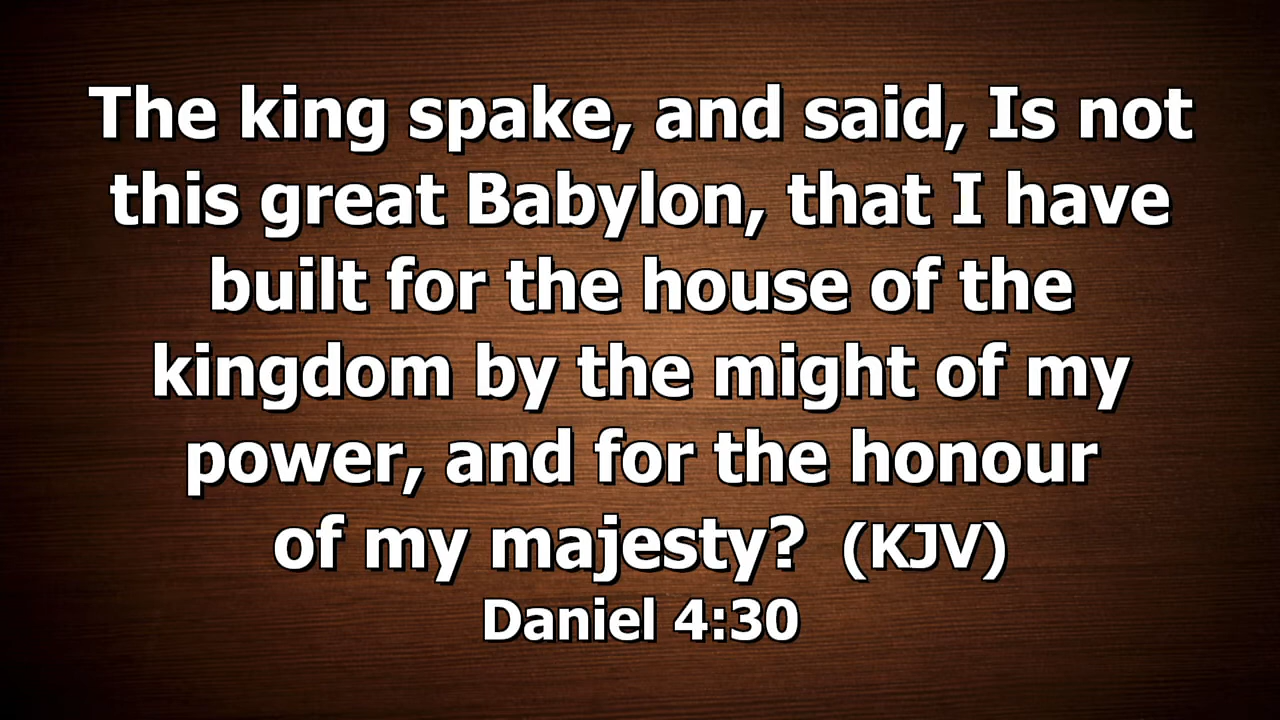 The king spake, and said, Is not
this great Babylon, that I have
built for the house of the
kingdom by the might of my
power, and for the honour
of my majesty? (KJV)
Daniel 4:30